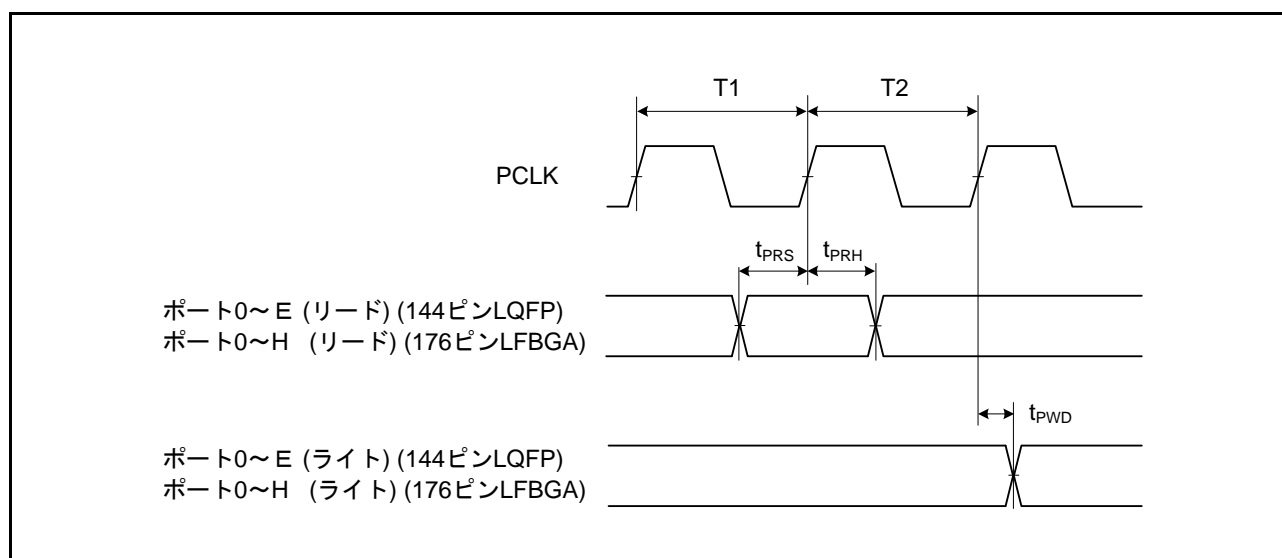 T1 T2
PCLK
tPRS tPRH
ポート0～E (リード) (144ピンLQFP)
ポート0～H (リード) (176ピンLFBGA)
tPWD
ポート0～E (ライト) (144ピンLQFP)
ポート0～H (ライト) (176ピンLFBGA)